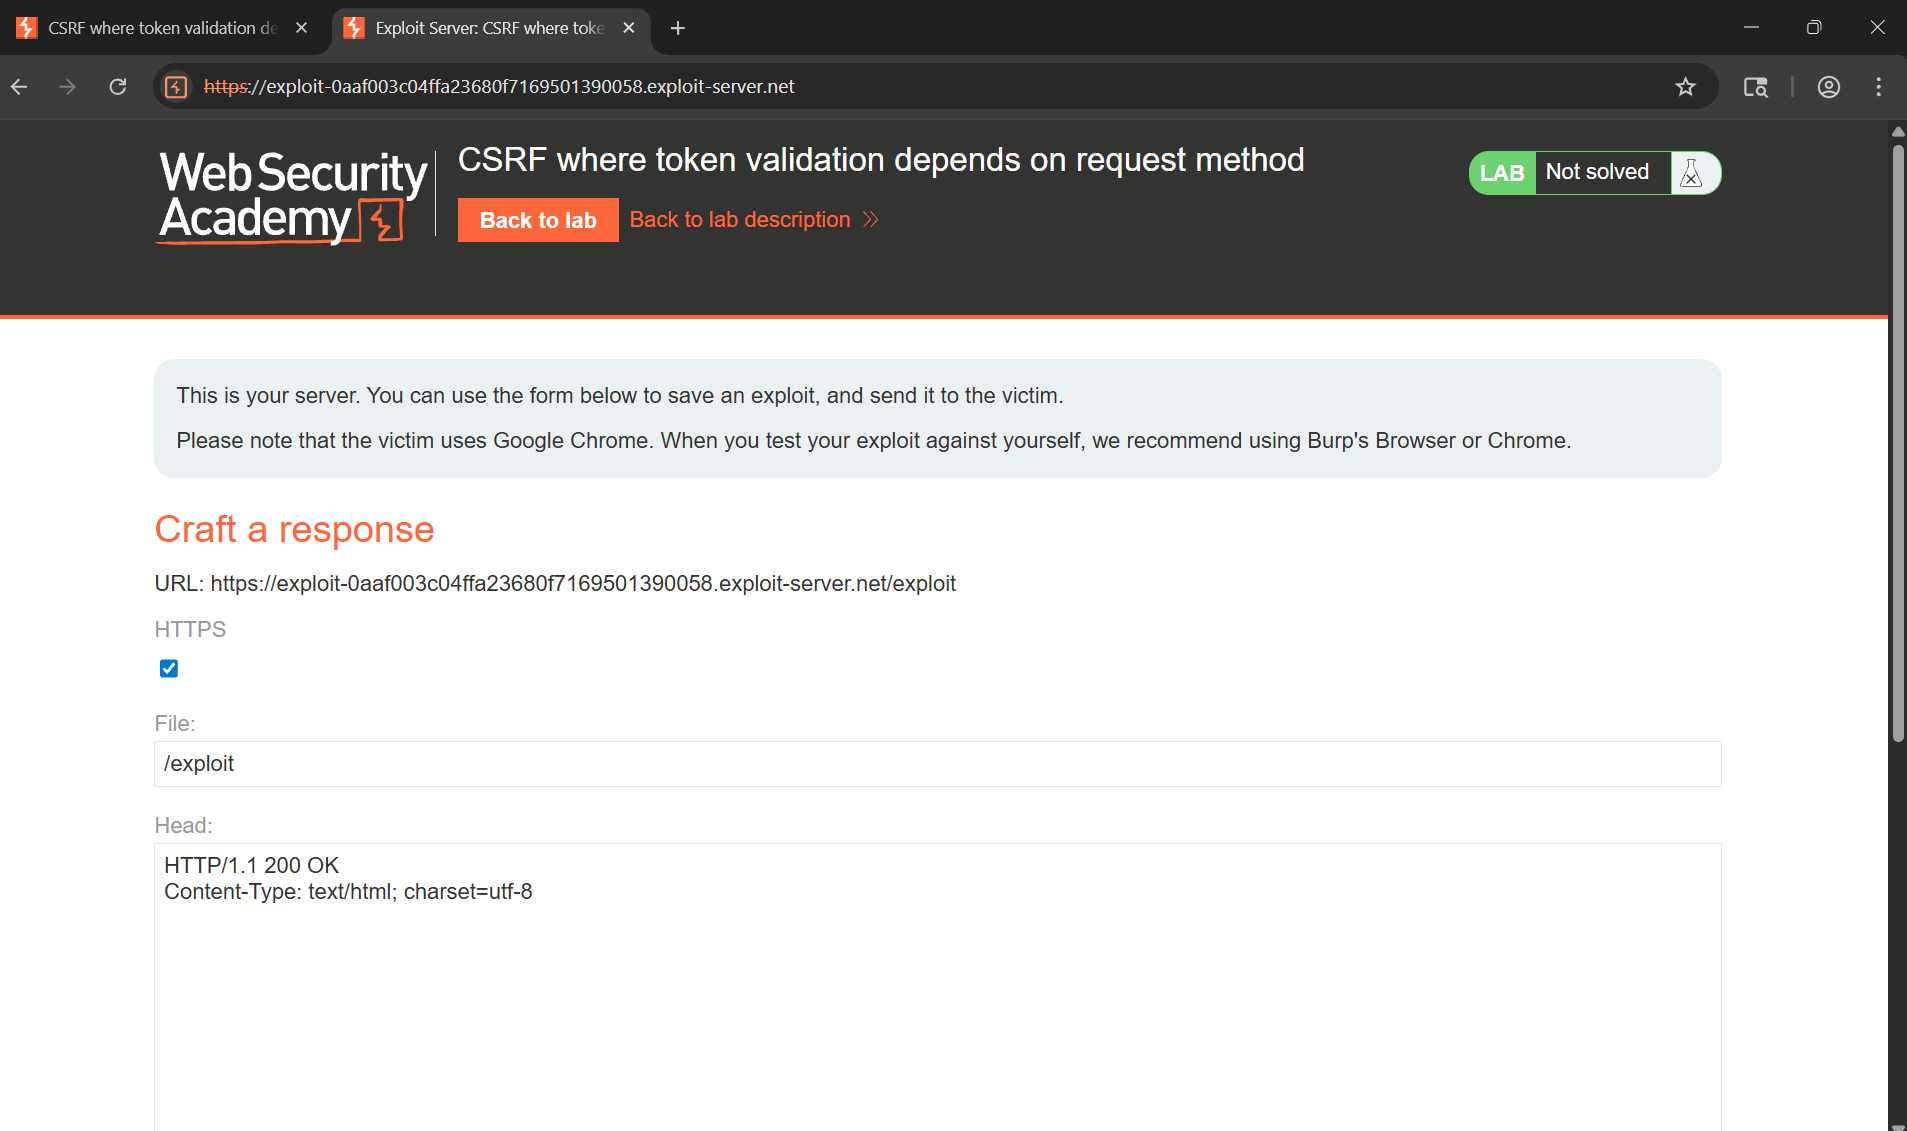 CSRF where token validation de
Exploit Server: CSRF where toke
https://exploit-0aaf003c04ffa23680f7169501390058.exploit-server.net
Web Security
Academy
CSRF where token validation depends on request method
Back to lab
Back to lab description
LAB
Not solved
This is your server. You can use the form below to save an exploit, and send it to the victim.
Please note that the victim uses Google Chrome. When you test your exploit against yourself, we recommend using Burp's Browser or Chrome.
Craft a response
URL: https://exploit-0aaf003c04ffa23680f7169501390058.exploit-server.net/exploit
HTTPS
File:
/exploit
Head:
HTTP/1.1 200 OK
Content-Type: text/html; charset=utf-8